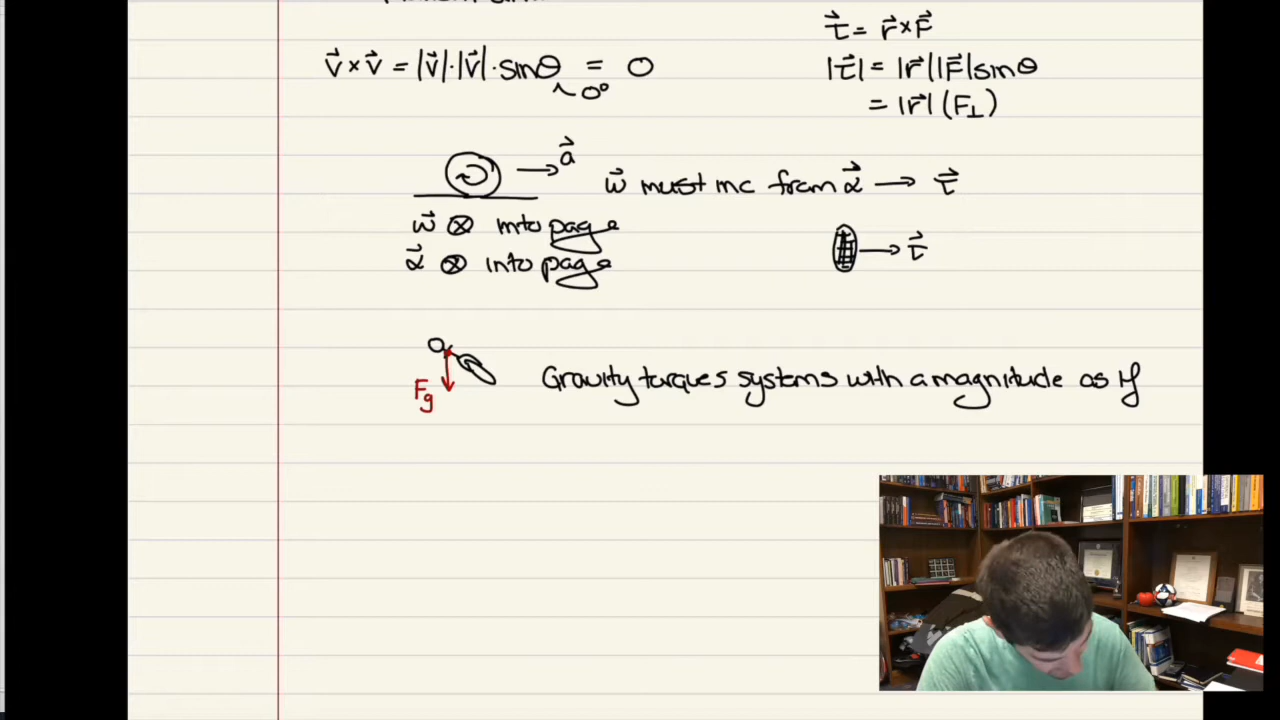 τ⃗ = r⃗ × F⃗
v⃗ × v⃗ = |v⃗|·|v⃗|·sinθ = 0
0°
|τ⃗| = |r⃗||F⃗|sinθ
= |r⃗|(F⊥)
a⃗
w⃗ must inc from α⃗ → τ⃗
w⃗ ⊗ into page
→ τ⃗
α⃗ ⊗ into page
Fg
Gravity torques systems with a magnitude as if